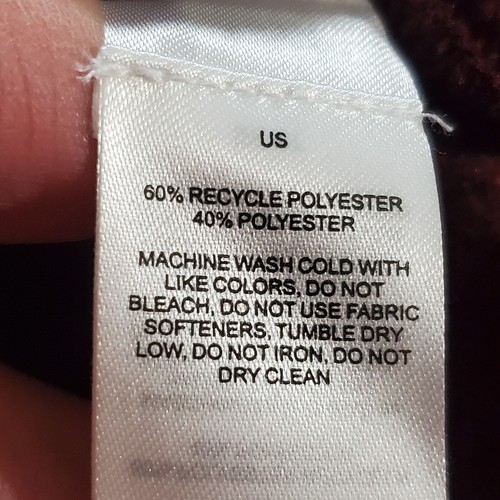 US
60% RECYCLE POLYESTER
40% POLYESTER
MACHINE WASH COLD WITH
LIKE COLORS, DO NOT
BLEACH, DO NOT USE FABRIC
SOFTENERS, TUMBLE DRY
LOW, DO NOT IRON, DO NOT
DRY CLEAN